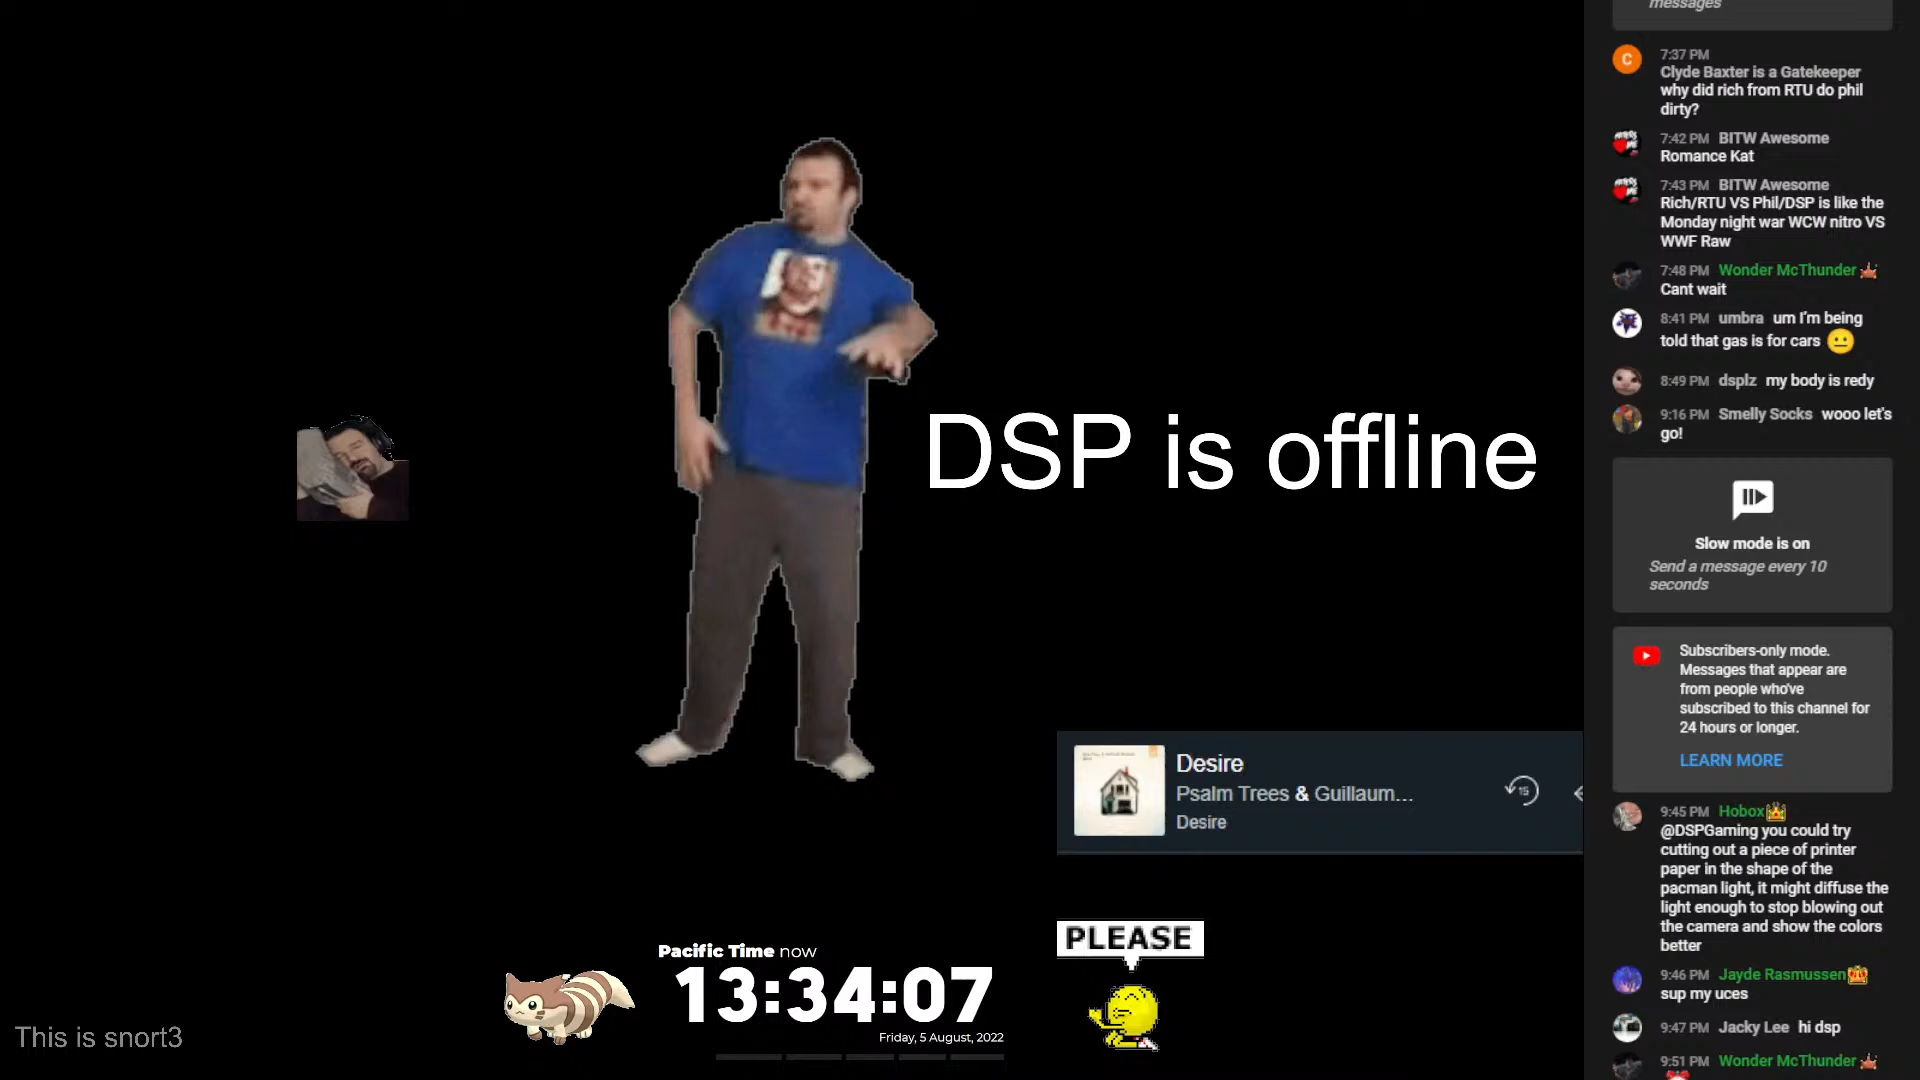 DSP is offline
Desire
Psalm Trees & Guillaum...
Desire
15
PLEASE
Pacific Time now
13:34:07
Friday, 5 August, 2022
This is snort3
messages
C
7:37 PM
Clyde Baxter is a Gatekeeper
why did rich from RTU do phil
dirty?
7:42 PM BITW Awesome
Romance Kat
7:43 PM BITW Awesome
Rich/RTU VS Phil/DSP is like the
Monday night war WCW nitro VS
WWF Raw
7:48 PM Wonder McThunder
Cant wait
8:41 PM umbra um I'm being
told that gas is for cars
8:49 PM dsplz my body is redy
9:16 PM Smelly Socks wooo let's
go!
Slow mode is on
Send a message every 10
seconds
Subscribers-only mode.
Messages that appear are
from people who've
subscribed to this channel for
24 hours or longer.
LEARN MORE
9:45 PM Hobox
@DSPGaming you could try
cutting out a piece of printer
paper in the shape of the
pacman light, it might diffuse the
light enough to stop blowing out
the camera and show the colors
better
9:46 PM Jayde Rasmussen
sup my uces
9:47 PM Jacky Lee hi dsp
9:51 PM Wonder McThunder